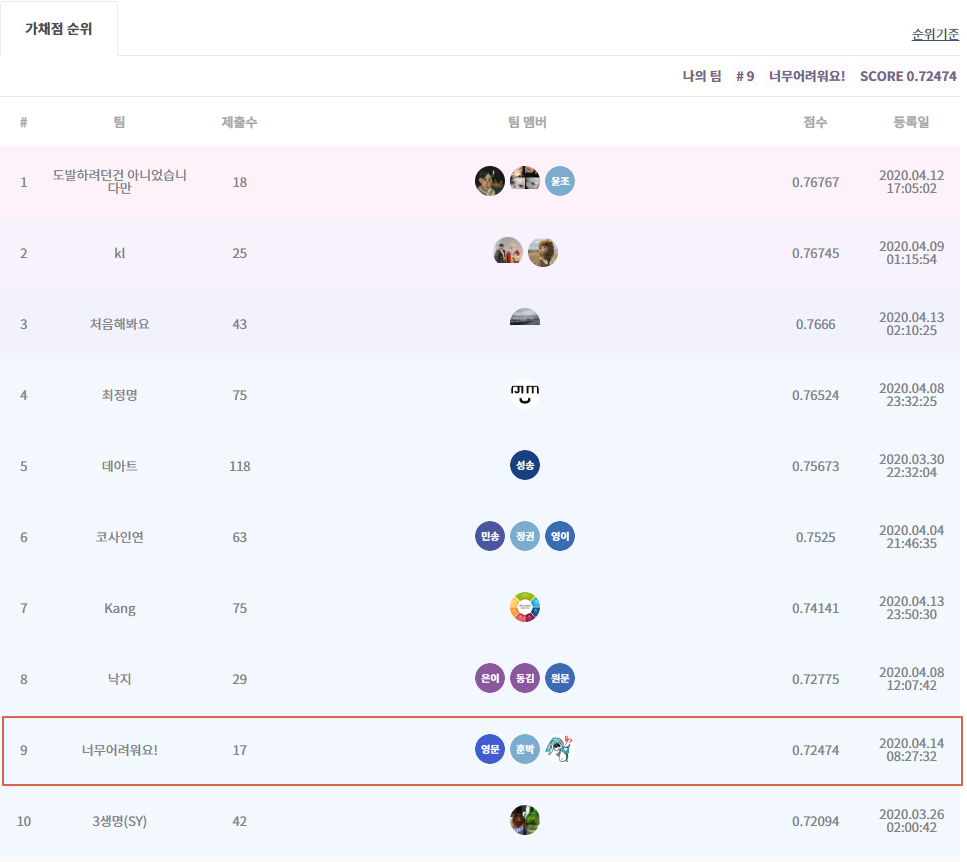 가채점 순위
순위기준
나의 팀 # 9 너무어려워요! SCORE 0.72474
# 팀 제출수 팀 멤버 점수 등록일
1 도발하려던건 아니었습니다만 18 윤조 0.76767 2020.04.12 17:05:02
2 kl 25 0.76745 2020.04.09 01:15:54
3 처음해봐요 43 0.7666 2020.04.13 02:10:25
4 최정명 75 0.76524 2020.04.08 23:32:25
5 데아트 118 성송 0.75673 2020.03.30 22:32:04
6 코사인연 63 민송 정권 영이 0.7525 2020.04.04 21:46:35
7 Kang 75 0.74141 2020.04.13 23:50:30
8 낙지 29 은이 동김 원문 0.72775 2020.04.08 12:07:42
9 너무어려워요! 17 영문 훈박 0.72474 2020.04.14 08:27:32
10 3생명(SY) 42 0.72094 2020.03.26 02:00:42